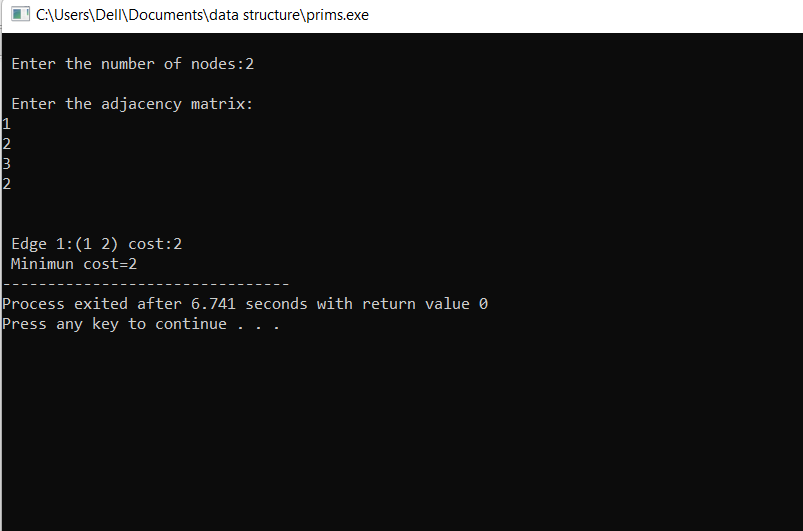 C:\Users\Dell\Documents\data structure\prims.exe
Enter the number of nodes:2
Enter the adjacency matrix:
1
2
3
2
Edge 1:(1 2) cost:2
Minimun cost=2
--------------------------------
Process exited after 6.741 seconds with return value 0
Press any key to continue . . .